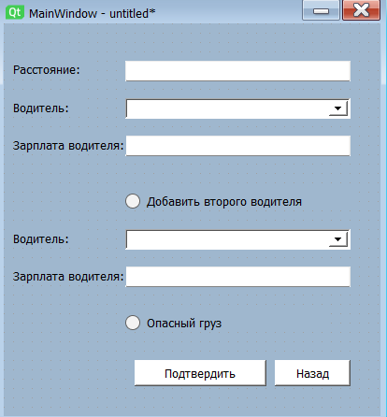 Qt MainWindow - untitled*
Расстояние:
Водитель:
Зарплата водителя:
Добавить второго водителя
Водитель:
Зарплата водителя:
Опасный груз
Подтвердить Назад